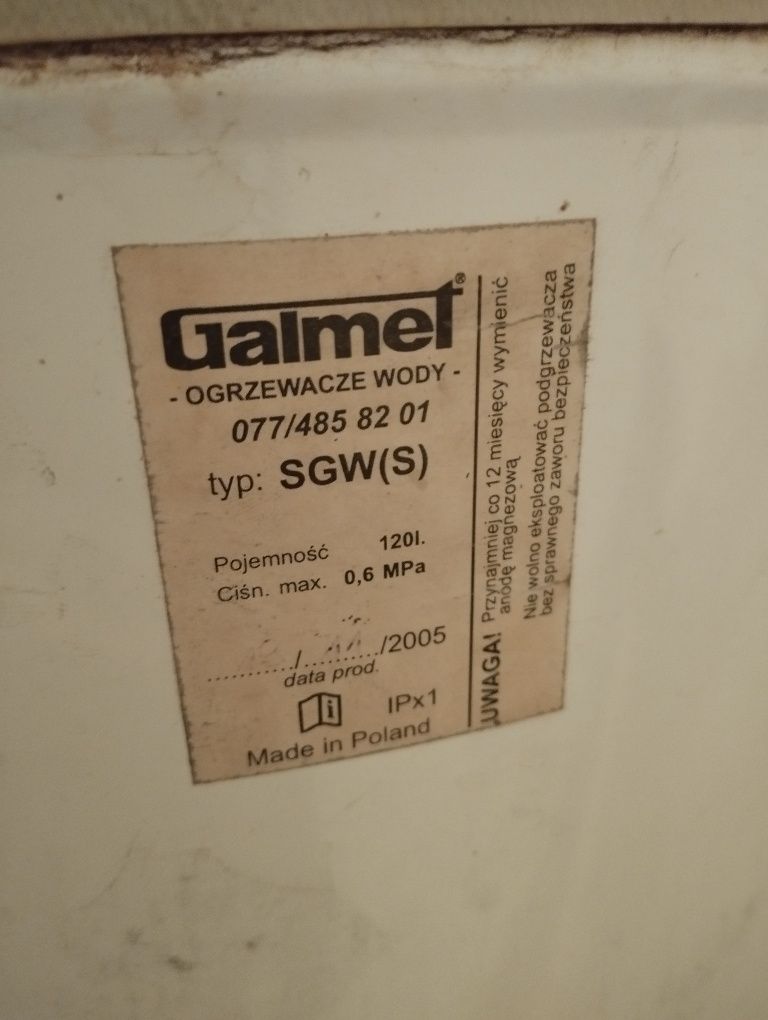 Galmet®
- OGRZEWACZE WODY -
077/485 82 01
typ: SGW(S)
Pojemność 120l.
Ciśn. max. 0,6 MPa
........../........../2005
data prod.
IPx1
Made in Poland
UWAGA! Przynajmniej co 12 miesięcy wymienić
anodę magnezową
Nie wolno eksploatować podgrzewacza
bez sprawnego zaworu bezpieczeństwa